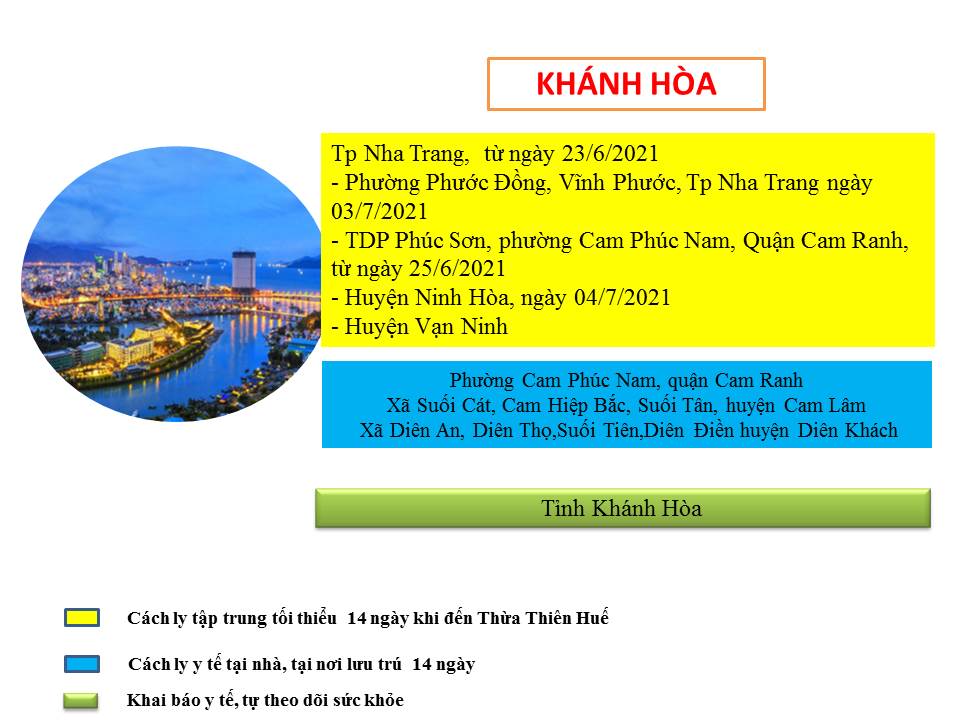 KHÁNH HÒA
Tp Nha Trang, từ ngày 23/6/2021
- Phường Phước Đồng, Vĩnh Phước, Tp Nha Trang ngày
03/7/2021
- TDP Phúc Sơn, phường Cam Phúc Nam, Quận Cam Ranh,
từ ngày 25/6/2021
- Huyện Ninh Hòa, ngày 04/7/2021
- Huyện Vạn Ninh
Phường Cam Phúc Nam, quận Cam Ranh
Xã Suối Cát, Cam Hiệp Bắc, Suối Tân, huyện Cam Lâm
Xã Diên An, Diên Thọ,Suối Tiên,Diên Điền huyện Diên Khách
Tỉnh Khánh Hòa
Cách ly tập trung tối thiểu 14 ngày khi đến Thừa Thiên Huế
Cách ly y tế tại nhà, tại nơi lưu trú 14 ngày
Khai báo y tế, tự theo dõi sức khỏe